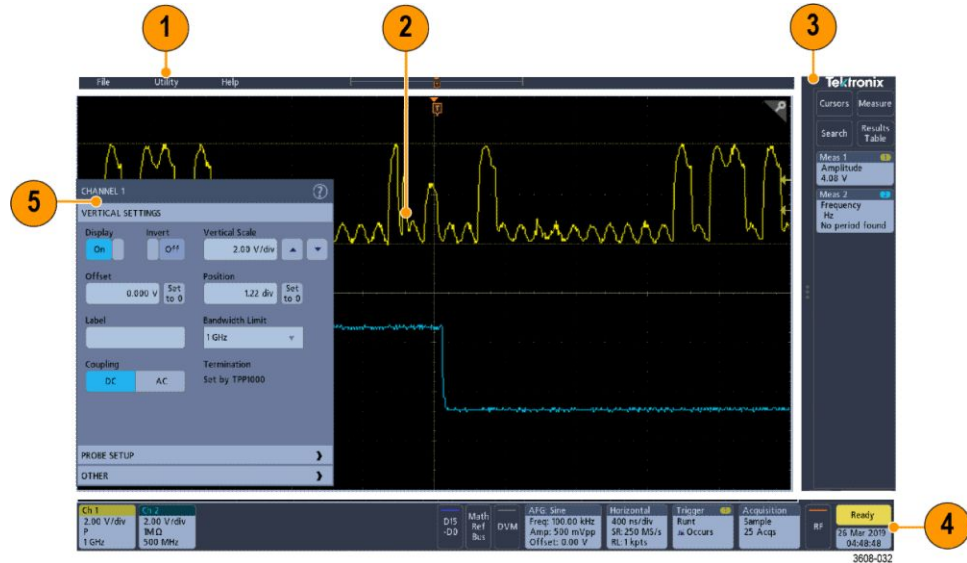 1
2
3
File Utility Help
Tektronix
T
Cursors Measure
Search Results Table
Meas 1 1
Amplitude
4.08 V
Meas 2 2
Frequency
Hz
No period found
5
CHANNEL 1 ?
VERTICAL SETTINGS
Display Invert Vertical Scale
On Off 2.00 V/div
Offset Position
0.000 V Set to 0 1.22 div Set to 0
Label Bandwidth Limit
1 GHz
Coupling Termination
DC AC Set by TPP1000
PROBE SETUP
OTHER
Ch 1
2.00 V/div
P
1 GHz
Ch 2
2.00 V/div
1MΩ
500 MHz
D15
-D0
Math
Ref
Bus
DVM
AFG: Sine
Freq: 100.00 kHz
Amp: 500 mVpp
Offset: 0.00 V
Horizontal
400 ns/div
SR: 250 MS/s
RL: 1 kpts
Trigger 1
Runt
Occurs
Acquisition
Sample
25 Acqs
RF
Ready
26 Mar 2019
04:48:48
4
3608-032